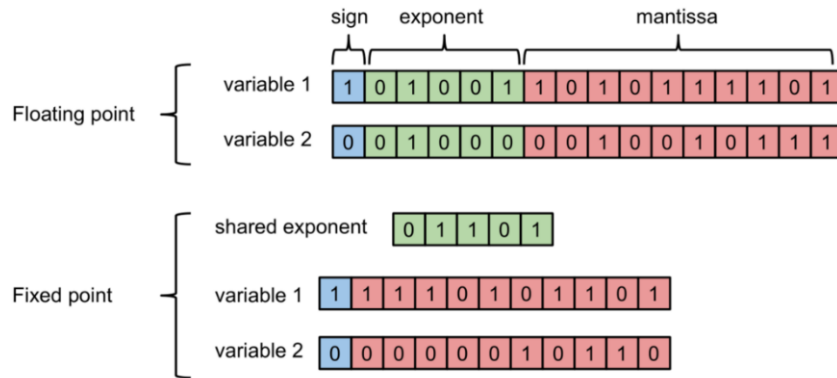 sign exponent mantissa
Floating point
variable 1 1 0 1 0 0 1 1 0 1 0 1 1 1 1 0 1
variable 2 0 0 1 0 0 0 0 0 1 0 0 1 0 1 1 1
shared exponent 0 1 1 0 1
Fixed point
variable 1 1 1 1 1 0 1 0 1 1 0 1
variable 2 0 0 0 0 0 0 1 0 1 1 0